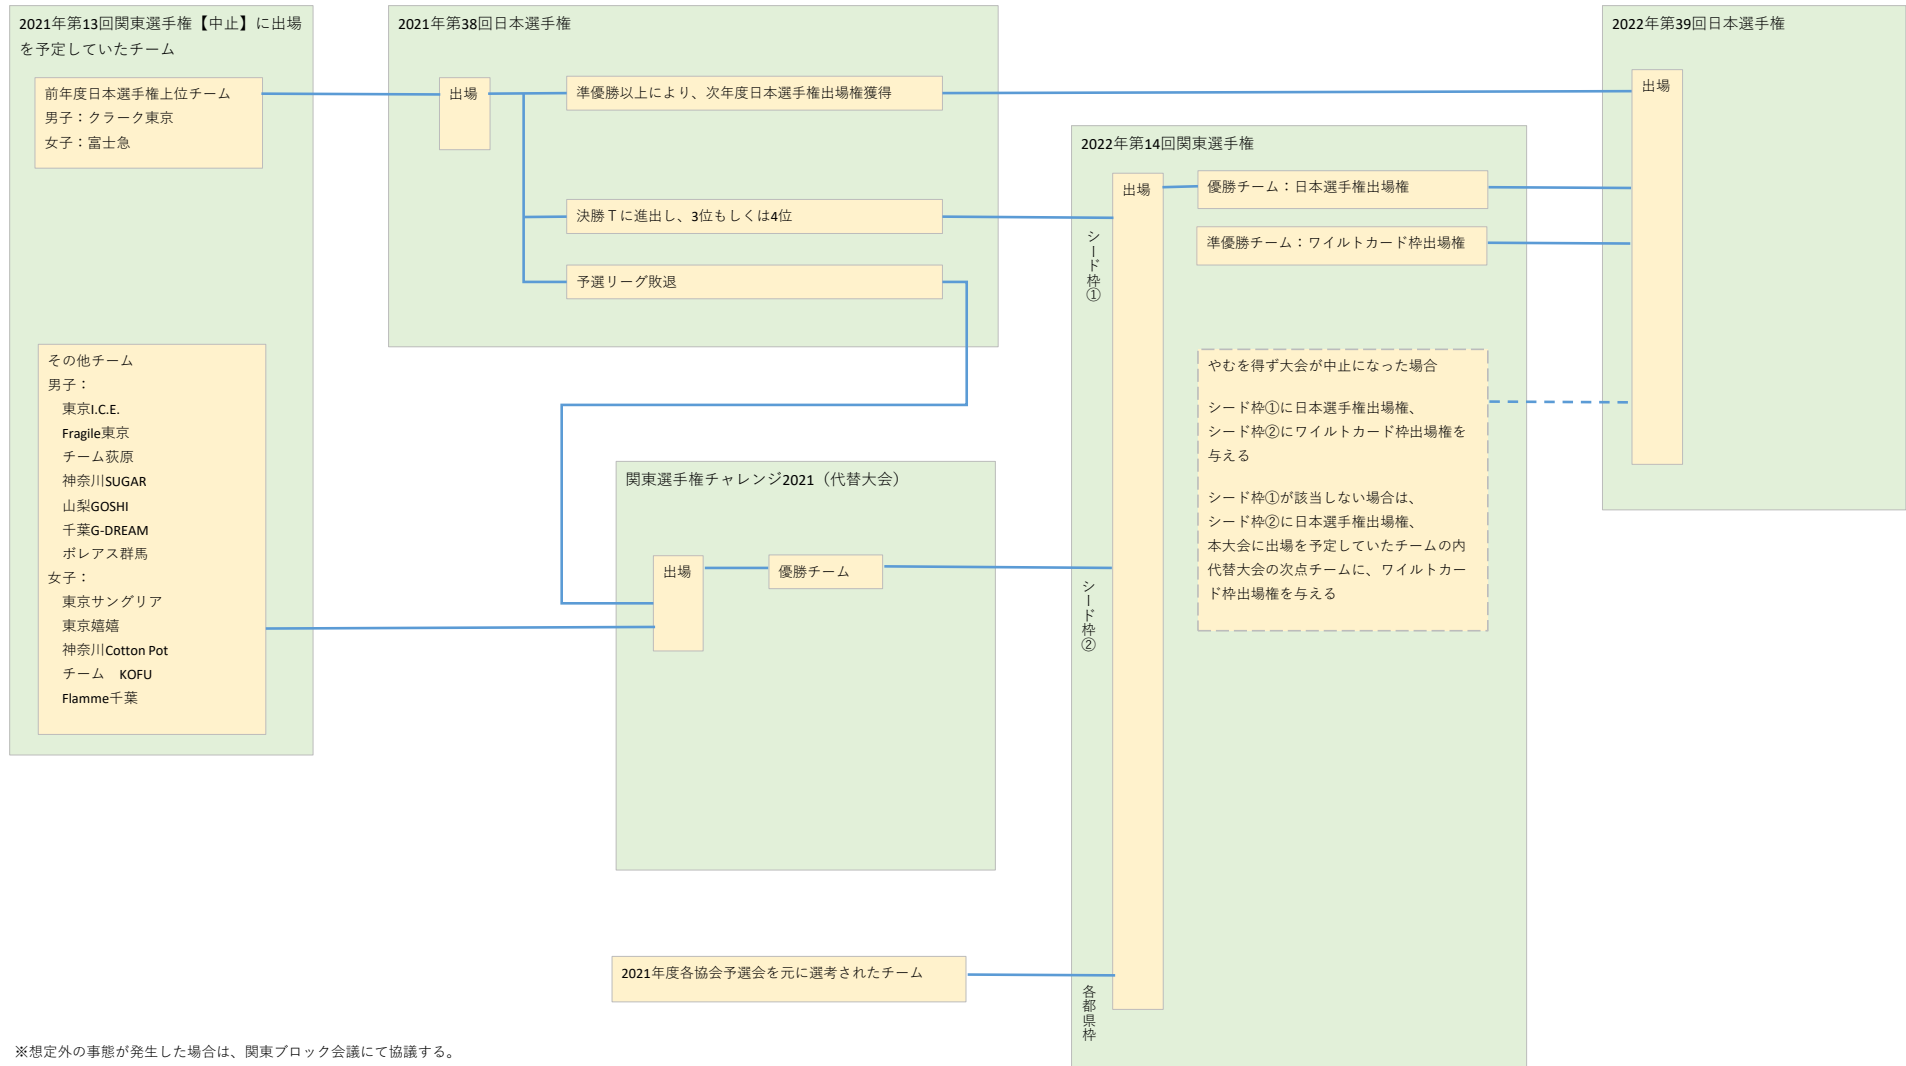 2021年第13回関東選手権【中止】に出場
を予定していたチーム
前年度日本選手権上位チーム
男子：クラーク東京
女子：富士急
その他チーム
男子：
東京I.C.E.
Fragile東京
チーム荻原
神奈川SUGAR
山梨GOSHI
千葉G-DREAM
ボレアス群馬
女子：
東京サングリア
東京嬉嬉
神奈川Cotton Pot
チーム　KOFU
Flamme千葉
2021年第38回日本選手権
出場
準優勝以上により、次年度日本選手権出場権獲得
決勝Ｔに進出し、3位もしくは4位
予選リーグ敗退
関東選手権チャレンジ2021（代替大会）
出場
優勝チーム
2021年度各協会予選会を元に選考されたチーム
2022年第14回関東選手権
出場
シード枠①
シード枠②
各都県枠
優勝チーム：日本選手権出場権
準優勝チーム：ワイルトカード枠出場権
やむを得ず大会が中止になった場合
シード枠①に日本選手権出場権、
シード枠②にワイルトカード枠出場権を
与える
シード枠①が該当しない場合は、
シード枠②に日本選手権出場権、
本大会に出場を予定していたチームの内
代替大会の次点チームに、ワイルトカー
ド枠出場権を与える
2022年第39回日本選手権
出場
※想定外の事態が発生した場合は、関東ブロック会議にて協議する。